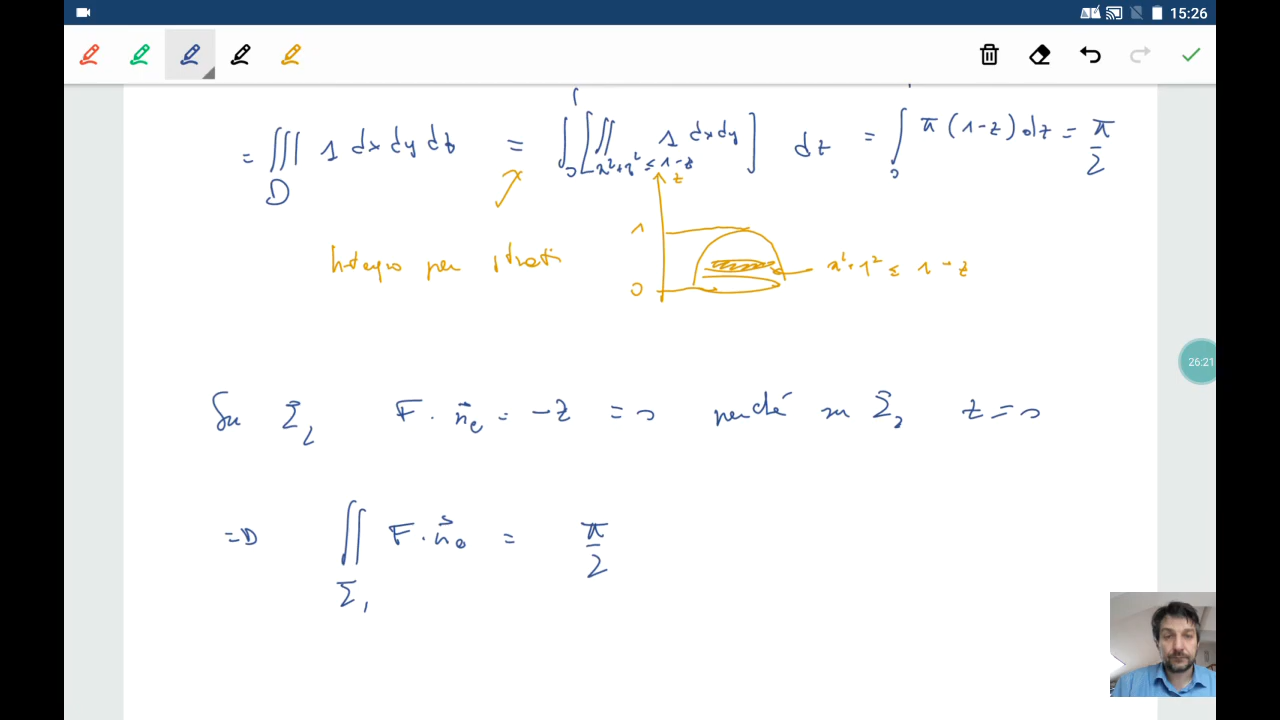 15:26
= ∭_D 1 dx dy dz = ∫_0^1 [ ∬_{x²+y² ≤ 1-z} 1 dx dy ] dz = ∫_0 π (1-z) dz = π/2
z
1
Integro per strati
x²+y² ≤ 1-z
0
26:21
Su Σ₂ F · n⃗e = -z = 0 perché su Σ₂ z = 0
=D ∬_{Σ₁} F · n⃗e = π/2